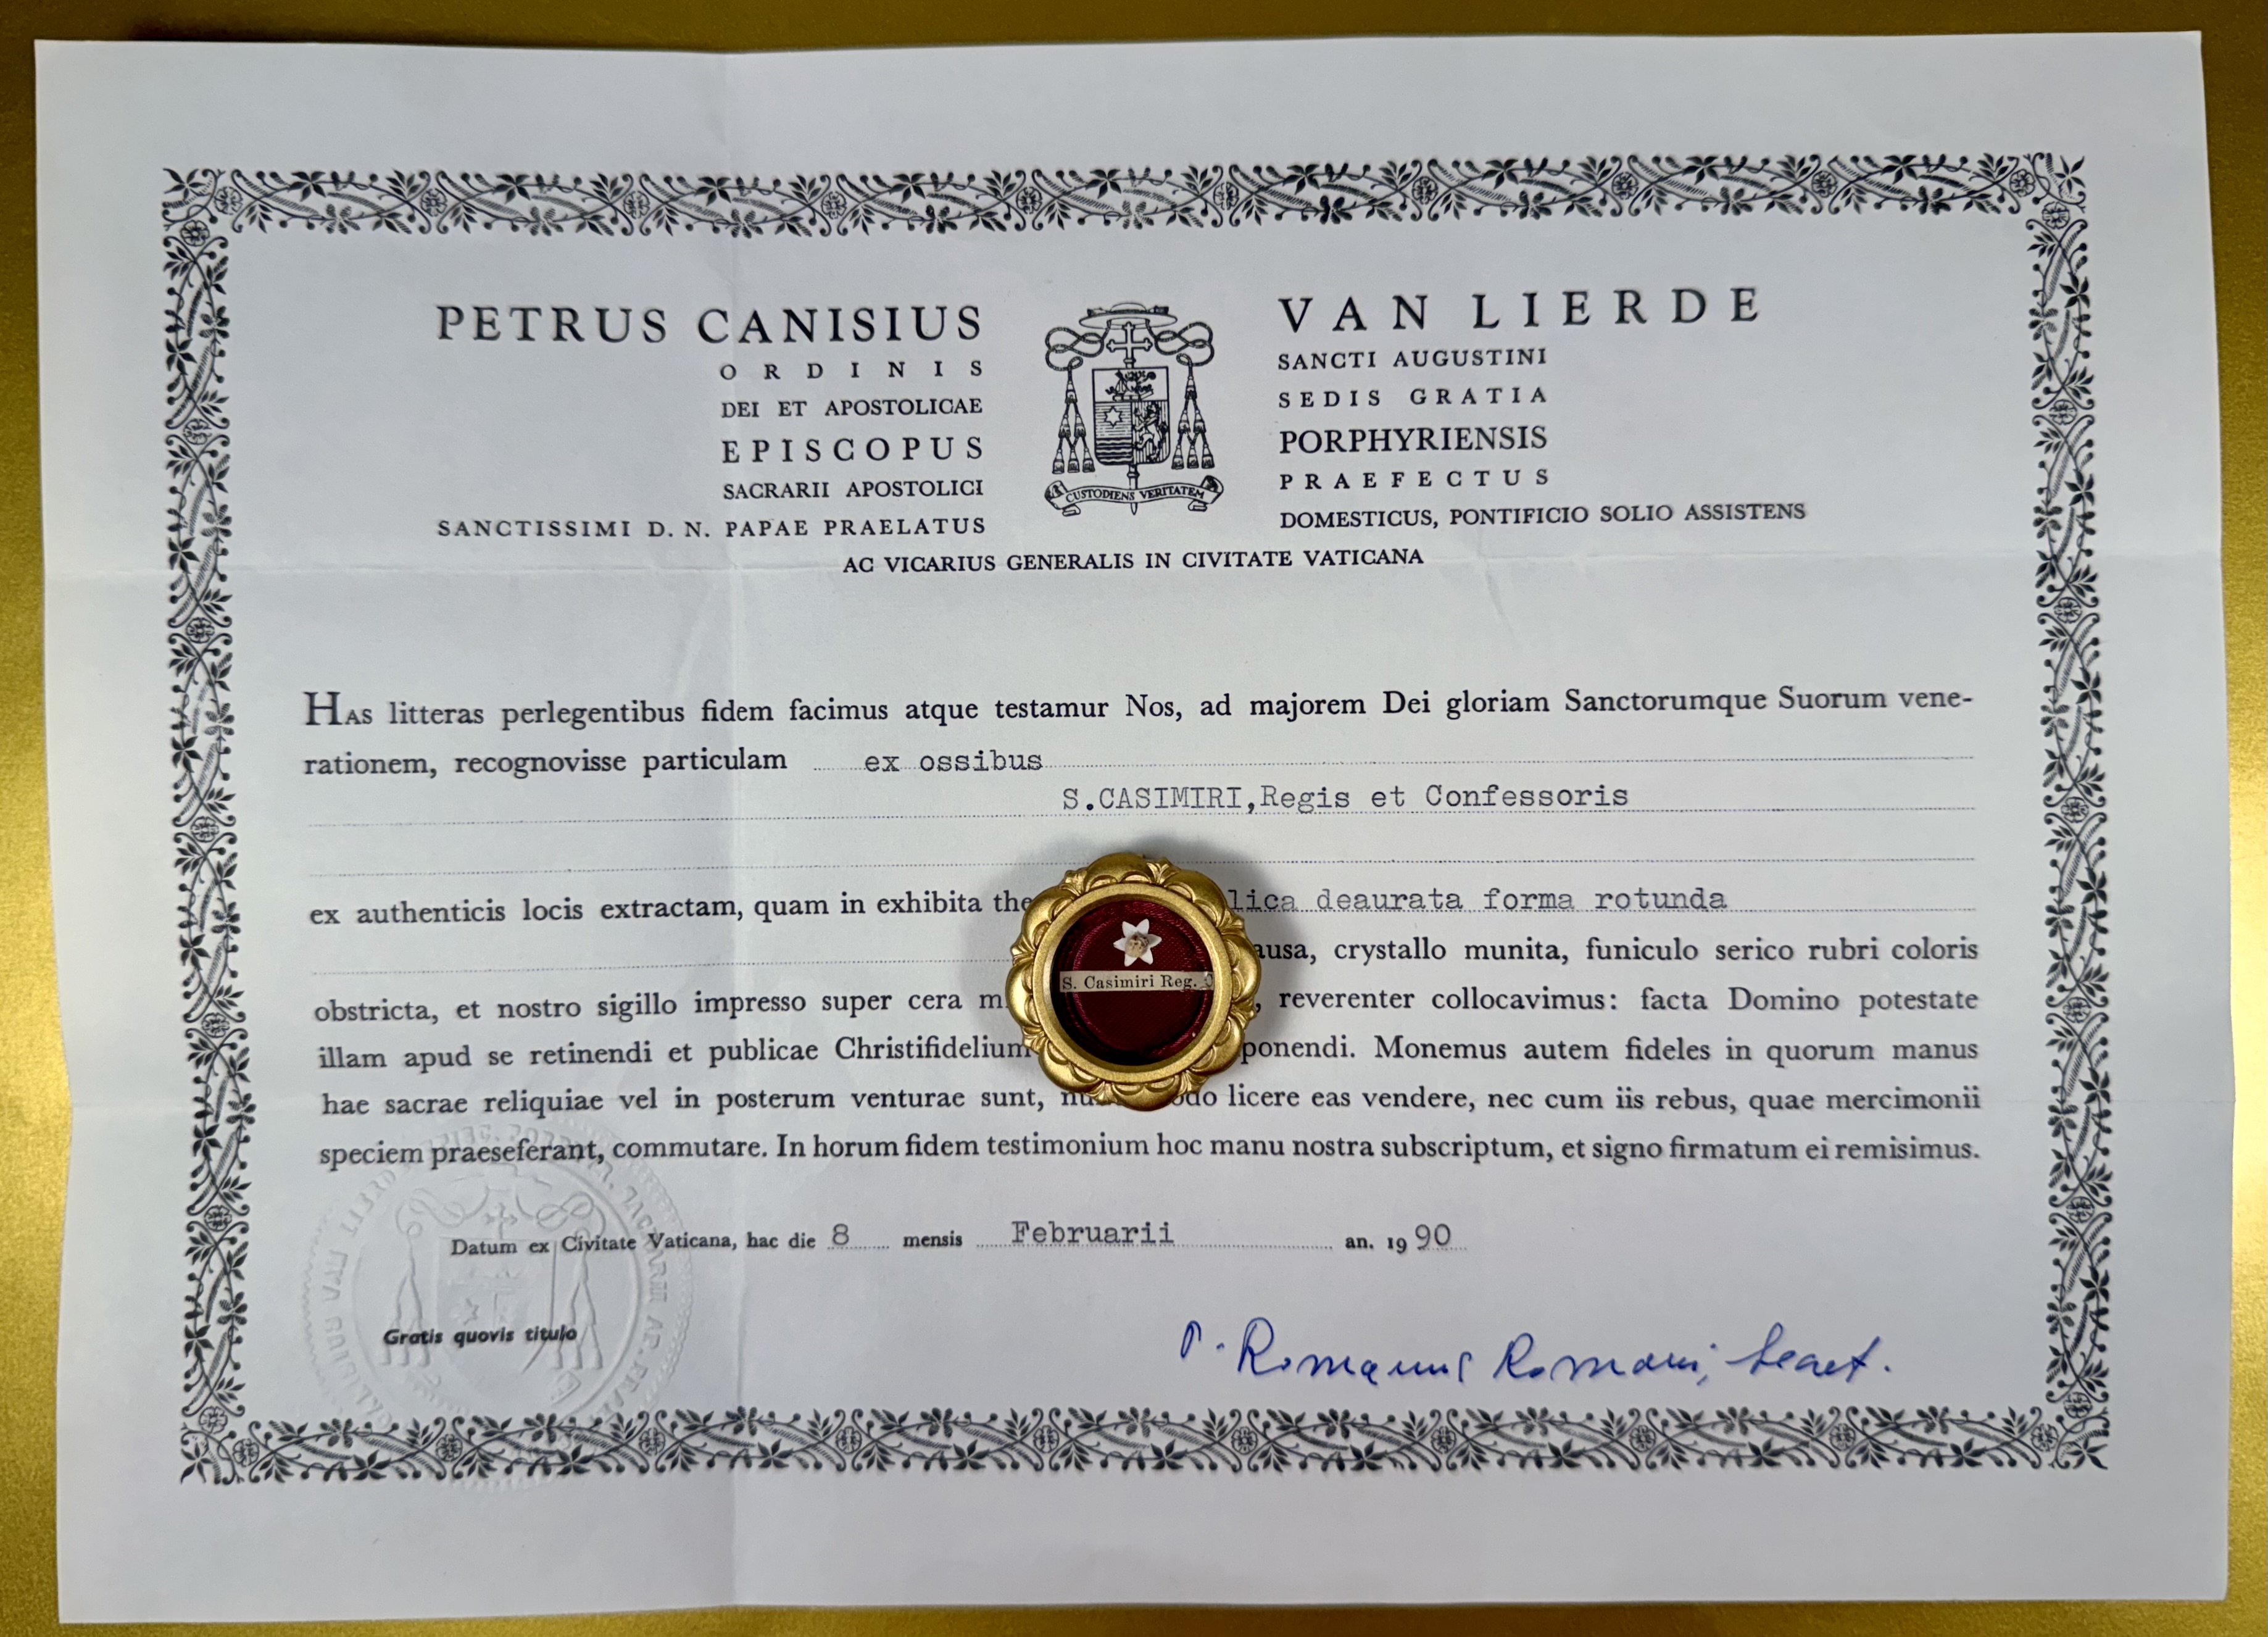 PETRUS CANISIUS VAN LIERDE
ORDINIS SANCTI AUGUSTINI
DEI ET APOSTOLICAE SEDIS GRATIA
EPISCOPUS PORPHYRIENSIS
SACRARII APOSTOLICI PRAEFECTUS
SANCTISSIMI D. N. PAPAE PRAELATUS DOMESTICUS, PONTIFICIO SOLIO ASSISTENS
CUSTODIENS VERITATEM
AC VICARIUS GENERALIS IN CIVITATE VATICANA
HAS litteras perlegentibus fidem facimus atque testamur Nos, ad majorem Dei gloriam Sanctorumque Suorum vene-
rationem, recognovisse particulam ex ossibus
S.CASIMIRI, Regis et Confessoris
ex authenticis locis extractam, quam in exhibita the lica deaurata forma rotunda
ausa, crystallo munita, funiculo serico rubri coloris
S. Casimiri Reg.
obstricta, et nostro sigillo impresso super cera m , reverenter collocavimus: facta Domino potestate
illam apud se retinendi et publicae Christifidelium ponendi. Monemus autem fideles in quorum manus
hae sacrae reliquiae vel in posterum venturae sunt, licere eas vendere, nec cum iis rebus, quae mercimonii
speciem praeseferant, commutare. In horum fidem testimonium hoc manu nostra subscriptum, et signo firmatum ei remisimus.
Datum ex Civitate Vaticana, hac die 8 mensis Februarii an. 1990
Gratis quovis titulo
P. Romanus Romani, Secret.